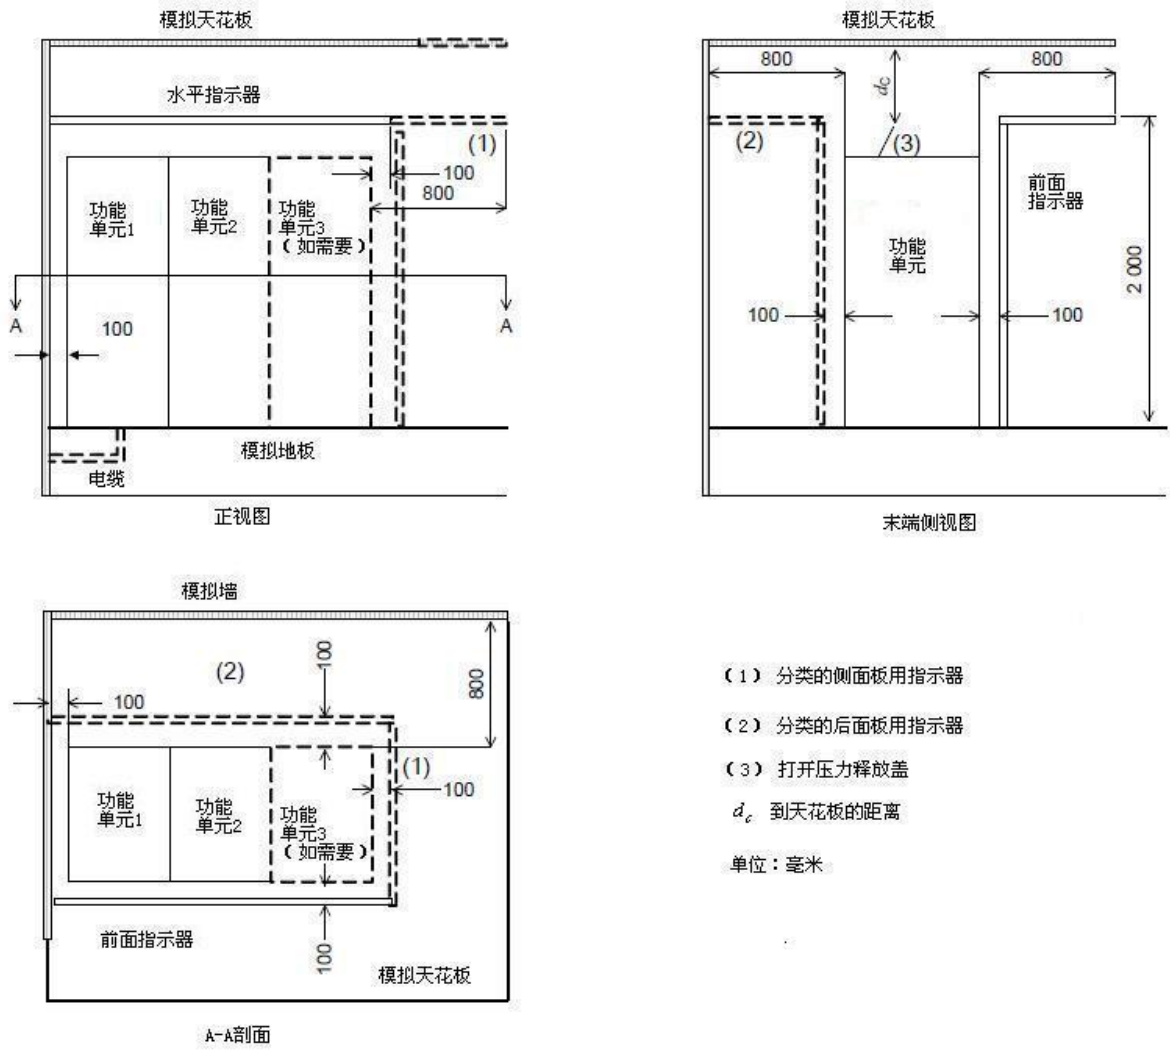 模拟天花板
水平指示器
(1)
100
800
功能
单元1
功能
单元2
功能
单元3
(如需要)
A
A
100
模拟地板
电缆
正视图
模拟天花板
800
800
dc
(2)
(3)
前面
指示器
功能
单元
2 000
100
100
末端侧视图
模拟墙
(2)
100
800
100
(1)
100
功能
单元1
功能
单元2
功能
单元3
(如需要)
前面指示器
100
模拟天花板
A-A剖面
(1) 分类的侧面板用指示器
(2) 分类的后面板用指示器
(3) 打开压力释放盖
dc 到天花板的距离
单位：毫米